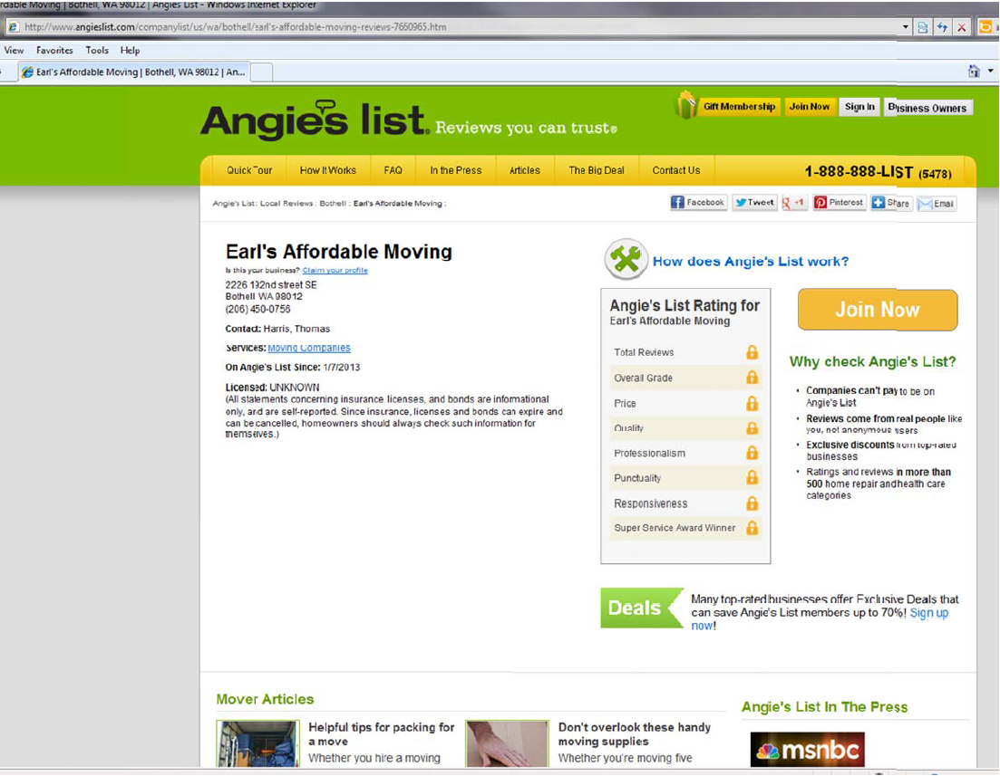 rdable Moving | Bothell, WA 98012 | Angies List - Windows Internet Explorer
http://www.angieslist.com/companylist/us/wa/bothell/earl's-affordable-moving-reviews-7660965.htm
View Favorites Tools Help
Earl's Affordable Moving | Bothell, WA 98012 | An...
Angie's list. Reviews you can trust
Gift Membership Join Now Sign In Business Owners
Quick Tour How It Works FAQ In the Press Articles The Big Deal Contact Us 1-888-888-LIST (5478)
Angie's List : Local Reviews : Bothell : Earl's Affordable Moving :
Facebook Tweet g +1 Pinterest Share Email
Earl's Affordable Moving
Is this your business? Claim your profile
2226 192nd street SE
Bothell WA 98012
(206) 450-0756
Contact: Harris, Thomas
Services: Moving Companies
On Angie's List Since: 1/7/2013
Licensed: UNKNOWN
(All statements concerning insurance licenses, and bonds are informational
only, and are self-reported. Since insurance, licenses and bonds can expire and
can be cancelled, homeowners should always check such information for
themselves.)
How does Angie's List work?
Angie's List Rating for
Earl's Affordable Moving
Total Reviews
Overall Grade
Price
Quality
Professionalism
Punctuality
Responsiveness
Super Service Award Winner
Join Now
Why check Angie's List?
• Companies can't pay to be on
Angie's List
• Reviews come from real people like
you, not anonymous users
• Exclusive discounts from top-rated
businesses
• Ratings and reviews in more than
500 home repair and health care
categories
Deals
Many top-rated businesses offer Exclusive Deals that
can save Angie's List members up to 70%! Sign up
now!
Mover Articles
Helpful tips for packing for
a move
Whether you hire a moving
Don't overlook these handy
moving supplies
Whether you're moving five
Angie's List In The Press
msnbc